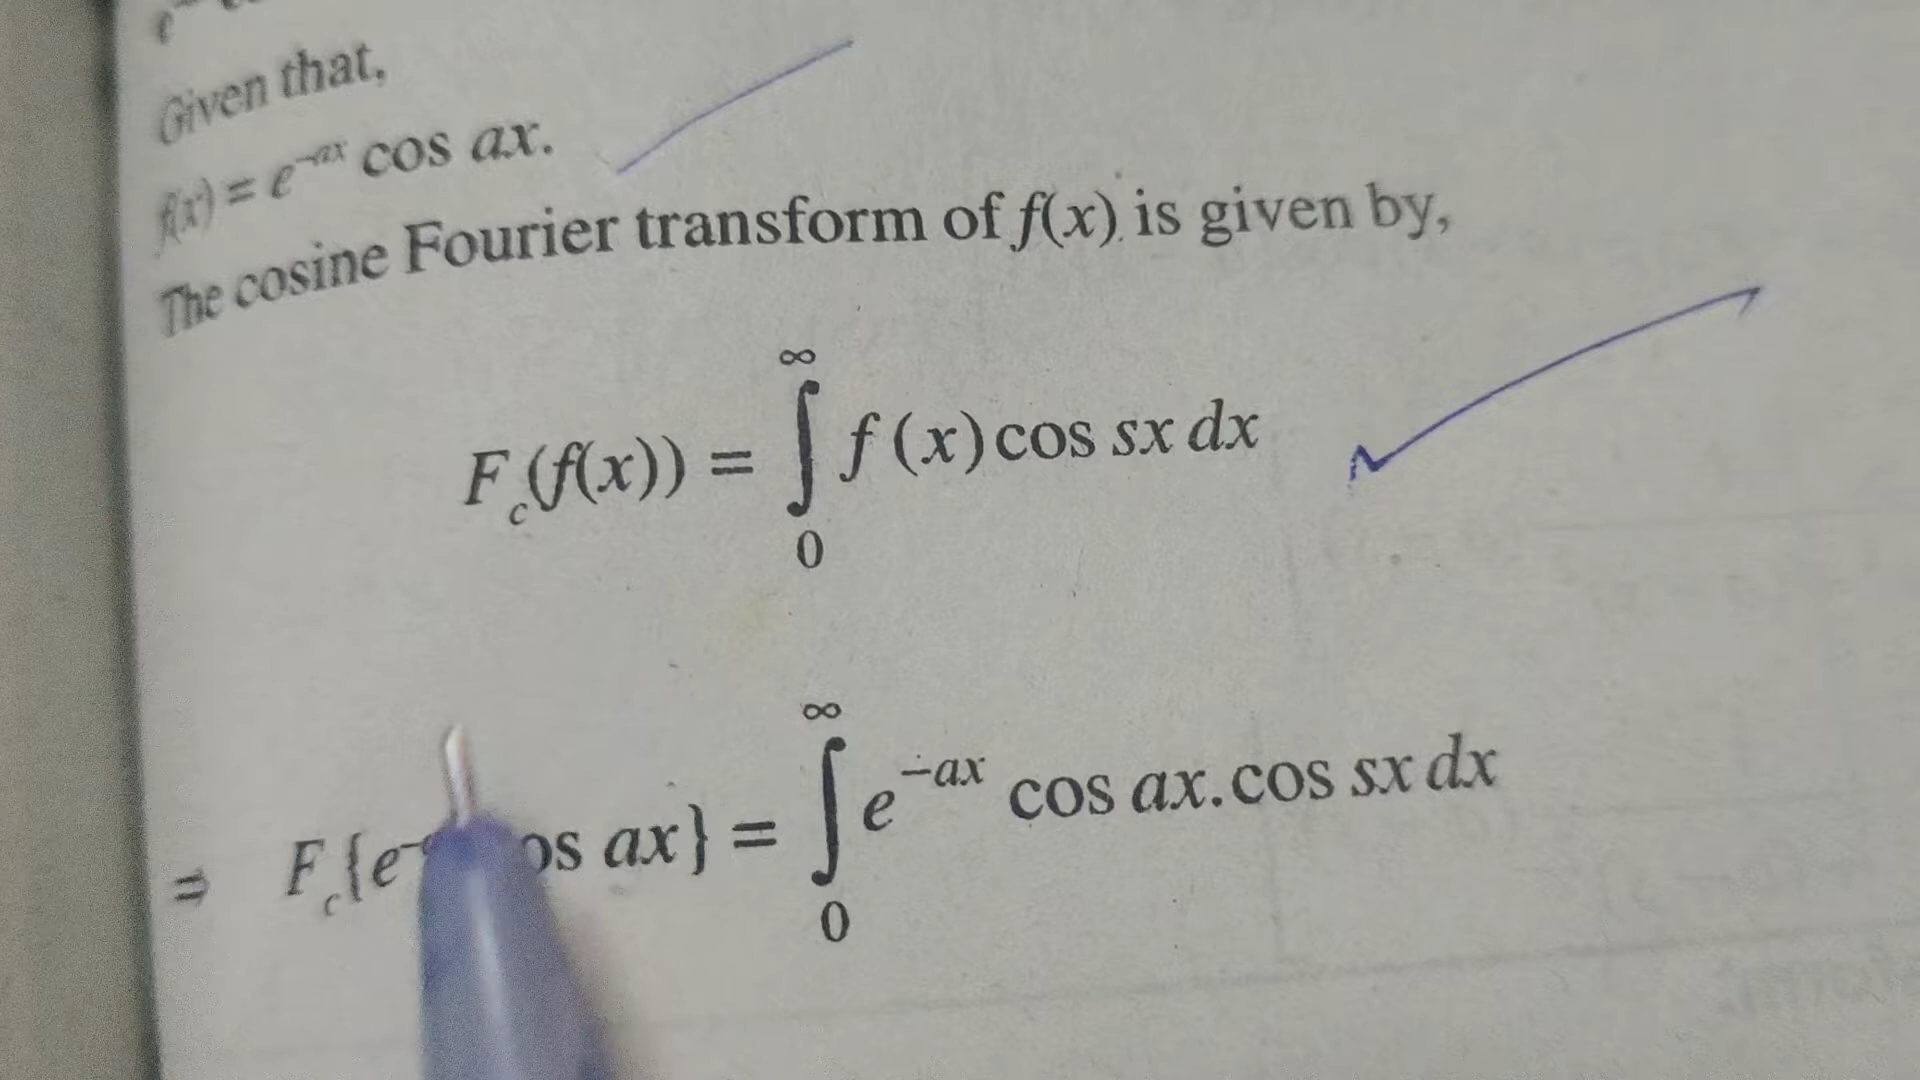 Given that,
f(x) = e^{-ax} cos ax.
The cosine Fourier transform of f(x) is given by,
F_c(f(x)) = ∫_0^∞ f (x) cos sx dx
⇒ F_c{e^- os ax} = ∫_0^∞ e^{-ax} cos ax. cos sx dx